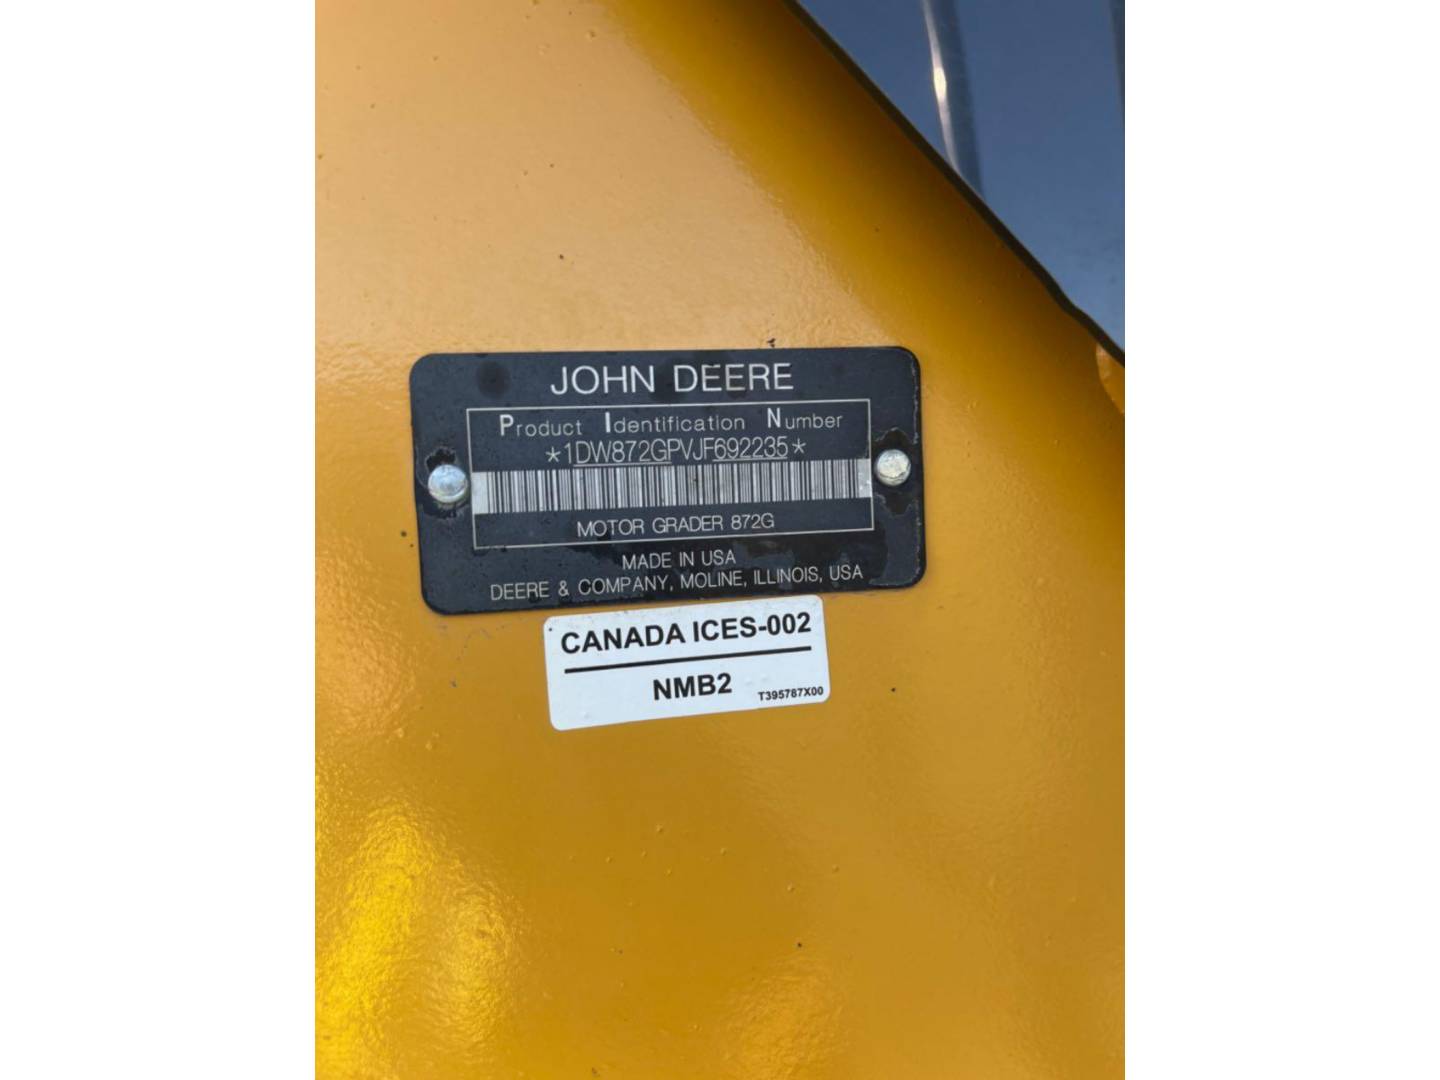 JOHN DEERE
Product Identification Number
*1DW872GPVJF692235*
MOTOR GRADER 872G
MADE IN USA
DEERE & COMPANY, MOLINE, ILLINOIS, USA
CANADA ICES-002
NMB2
T395787X00